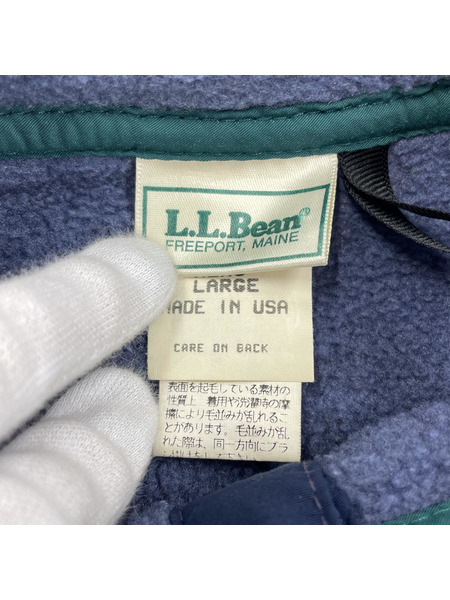 L.L.Bean®
FREEPORT, MAINE
LARGE
MADE IN USA
CARE ON BACK
表面を起毛している素材の
性質上 着用や洗濯時の摩
擦により毛並みが乱れるこ
とがあります。毛並みが乱
れた際は、同一方向にブラ